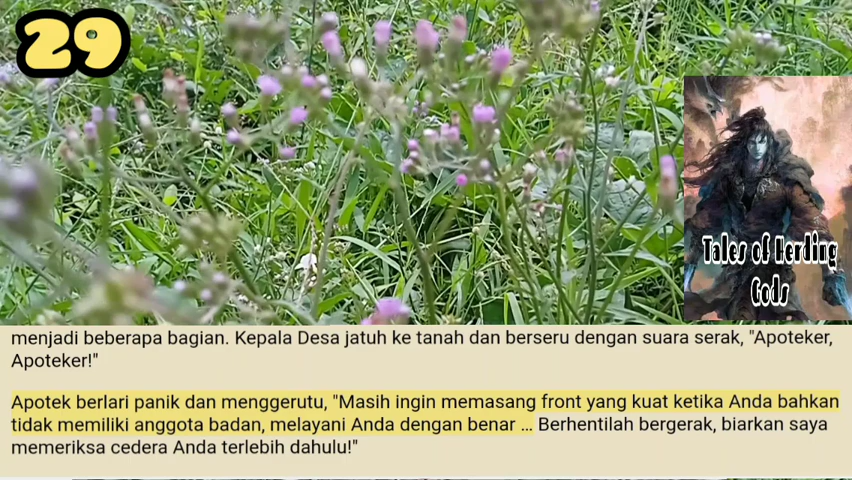 29
Tales of Herding
Gods
menjadi beberapa bagian. Kepala Desa jatuh ke tanah dan berseru dengan suara serak, "Apoteker,
Apoteker!"
Apotek berlari panik dan menggerutu, "Masih ingin memasang front yang kuat ketika Anda bahkan
tidak memiliki anggota badan, melayani Anda dengan benar ... Berhentilah bergerak, biarkan saya
memeriksa cedera Anda terlebih dahulu!"